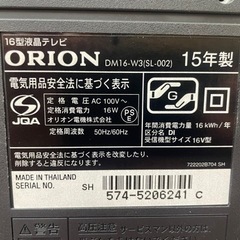 16型液晶テレビ
ORION DM16-W3(SL-002) 15年製
電気用品安全法に基づく表示
定格電圧 AC100V~
定格消費電力 16W
オリオン電機株式会社
定格周波数 50Hz/60Hz
JQA
PS
E
G
年間消費電力量 16 kWh/年
区分名 DI
受信機型サイズ 16V型
722202B704 SH
MADE IN THAILAND
SERIAL NO. SH 574-5206241 C